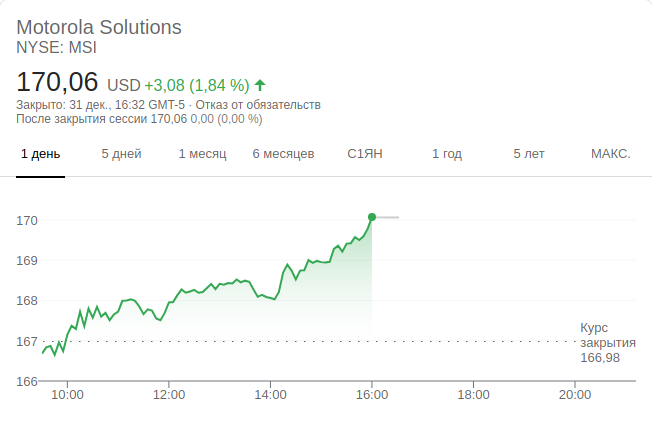 Motorola Solutions
NYSE: MSI
170,06 USD +3,08 (1,84 %)
Закрыто: 31 дек., 16:32 GMT-5 · Отказ от обязательств
После закрытия сессии 170,06 0,00 (0,00 %)
1 день 5 дней 1 месяц 6 месяцев С1ЯН 1 год 5 лет МАКС.
170
169
168
167
166
Курс
закрытия
166,98
10:00 12:00 14:00 16:00 18:00 20:00